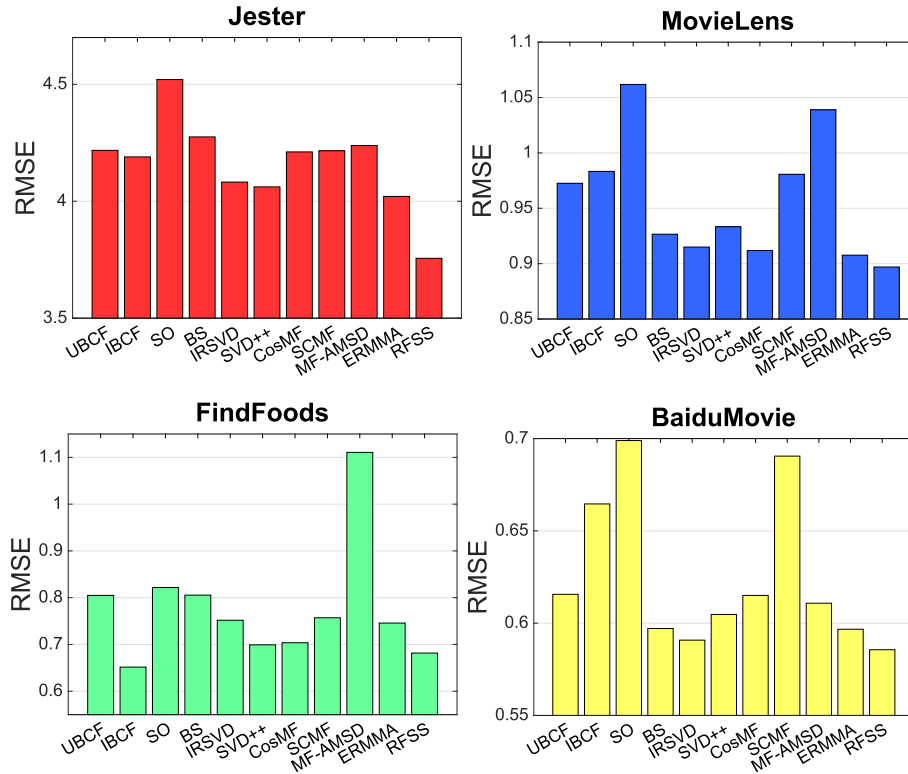 Jester
RMSE
4.5
4
3.5
UBCF IBCF SO BS IRSVD SVD++ CosMF SCMF MF-AMSD ERMMA RFSS
MovieLens
RMSE
1.1
1.05
1
0.95
0.9
0.85
UBCF IBCF SO BS IRSVD SVD++ CosMF SCMF MF-AMSD ERMMA RFSS
FindFoods
RMSE
1.1
1
0.9
0.8
0.7
0.6
UBCF IBCF SO BS IRSVD SVD++ CosMF SCMF MF-AMSD ERMMA RFSS
BaiduMovie
RMSE
0.7
0.65
0.6
0.55
UBCF IBCF SO BS IRSVD SVD++ CosMF SCMF MF-AMSD ERMMA RFSS